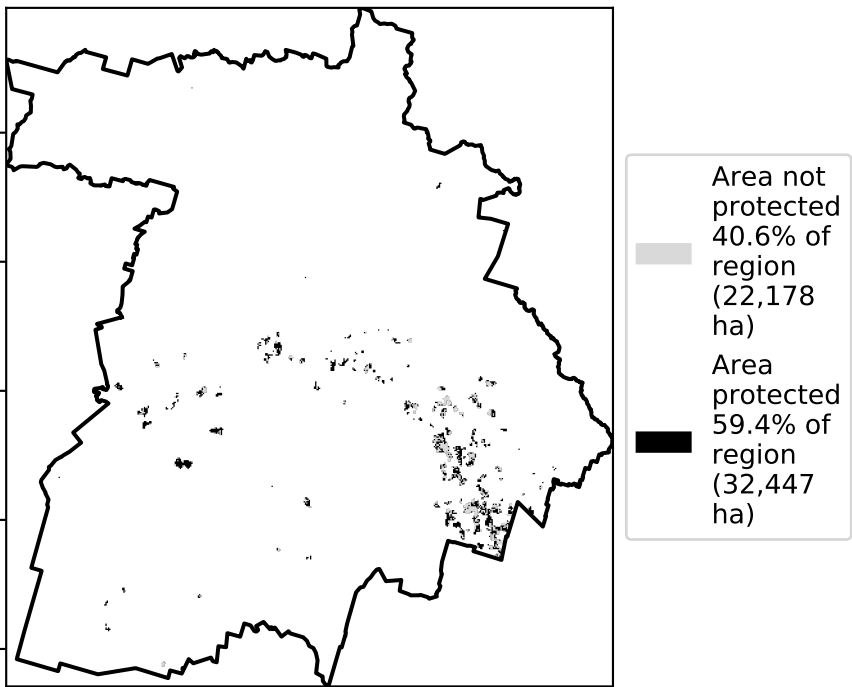 Area not
protected
40.6% of
region
(22,178
ha)
Area
protected
59.4% of
region
(32,447
ha)